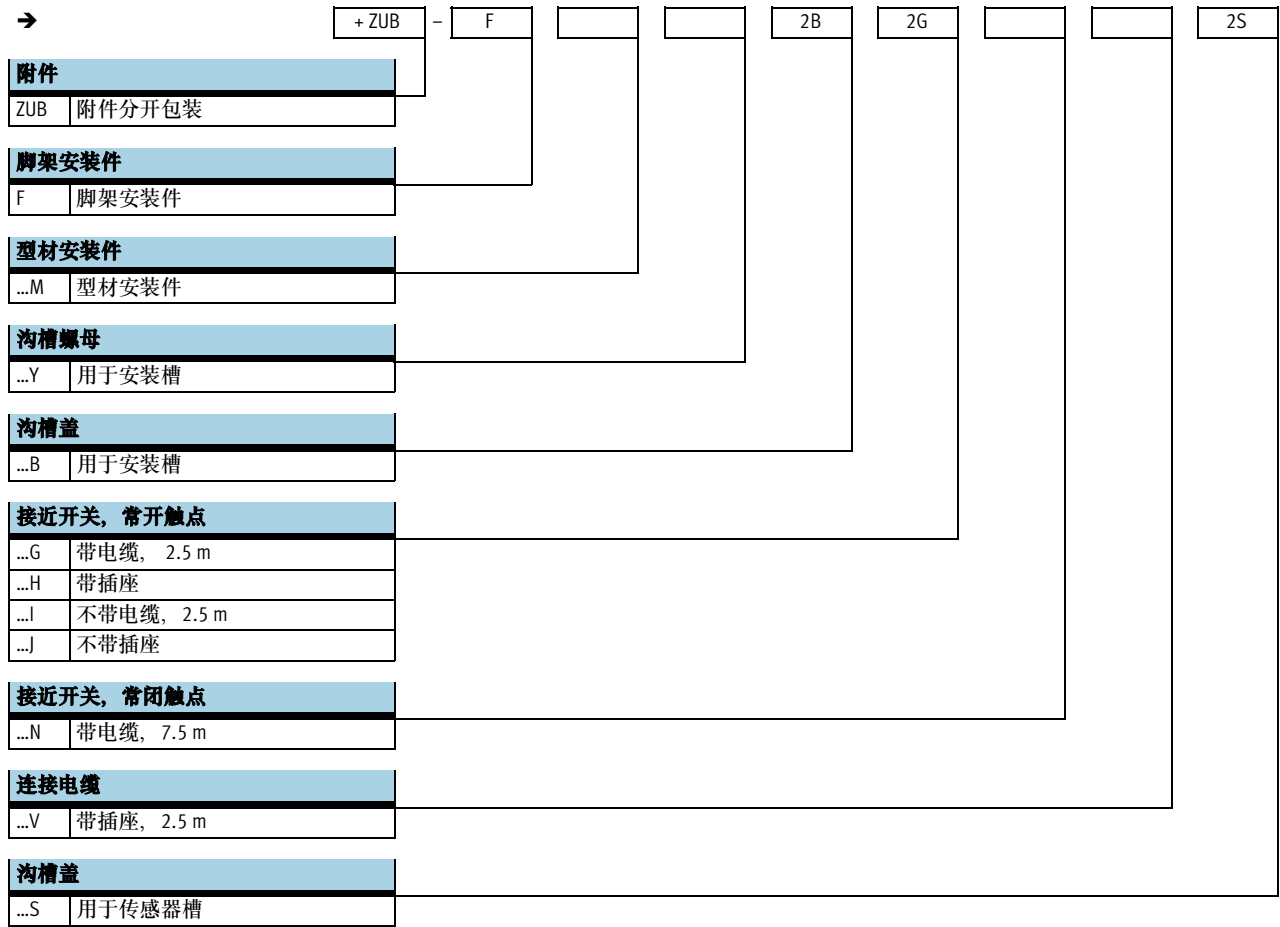 ➔ + ZUB – F 2B 2G 2S
附件
ZUB 附件分开包装
脚架安装件
F 脚架安装件
型材安装件
...M 型材安装件
沟槽螺母
...Y 用于安装槽
沟槽盖
...B 用于安装槽
接近开关, 常开触点
...G 带电缆, 2.5 m
...H 带插座
...I 不带电缆, 2.5 m
...J 不带插座
接近开关, 常闭触点
...N 带电缆, 7.5 m
连接电缆
...V 带插座, 2.5 m
沟槽盖
...S 用于传感器槽